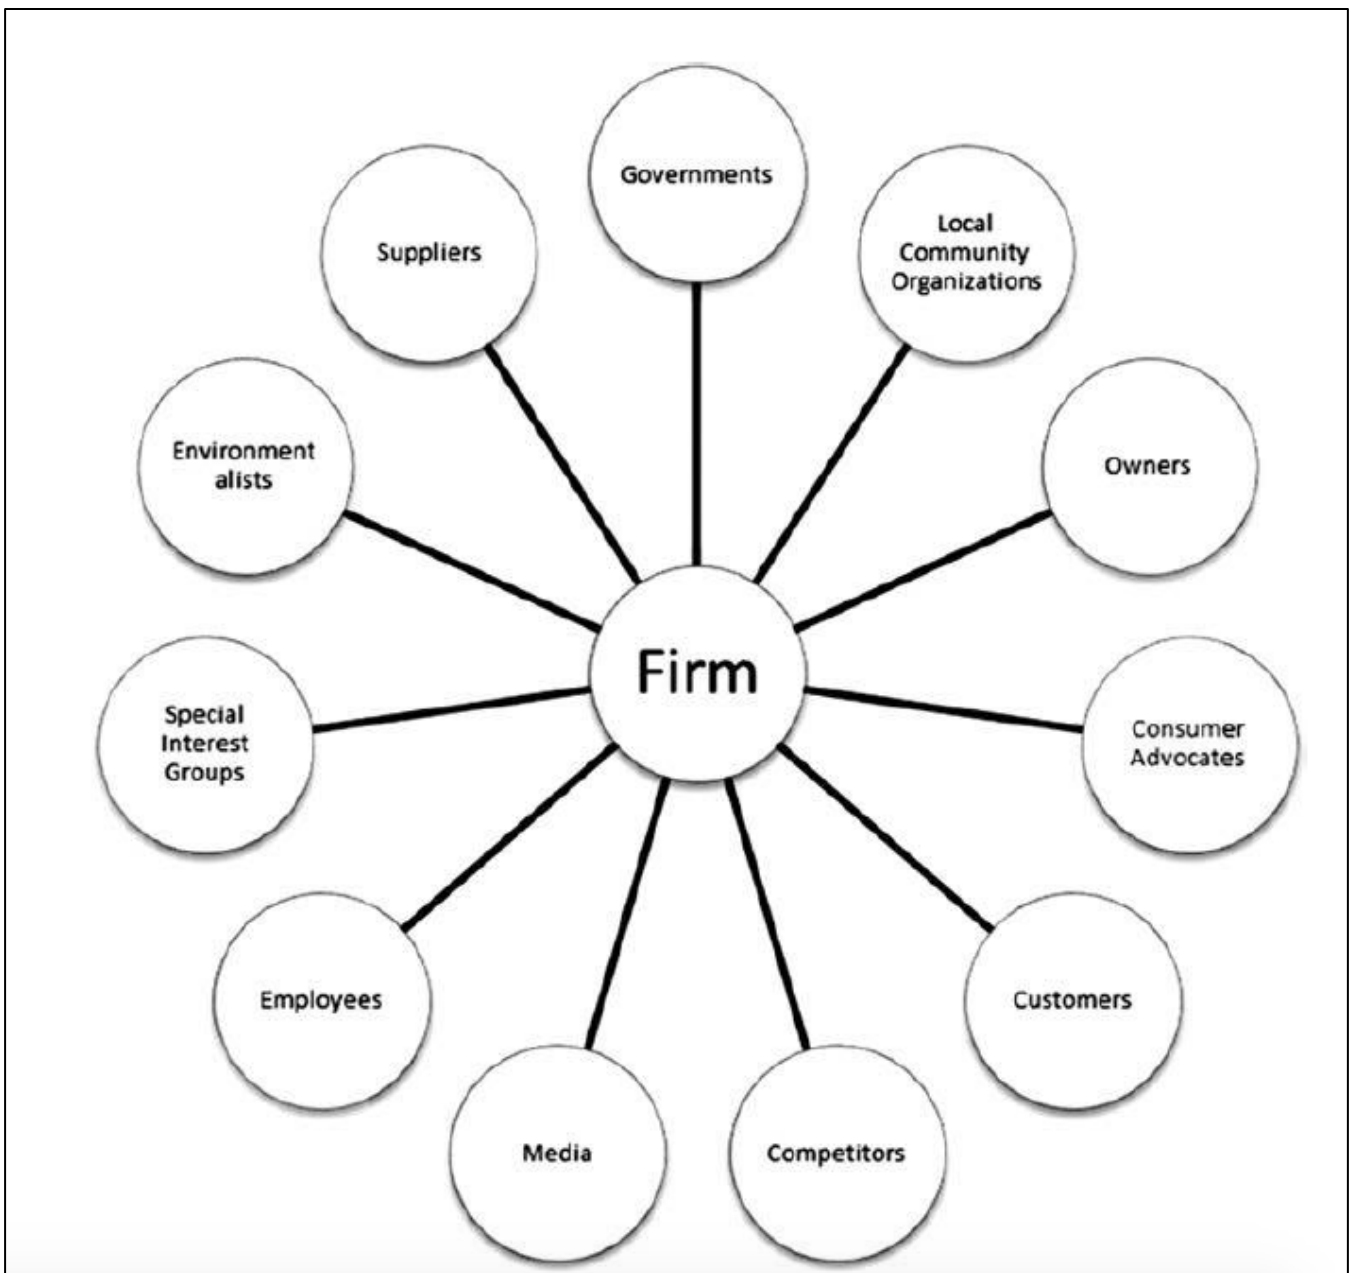 Governments
Suppliers
Local
Community
Organizations
Environment
alists
Owners
Firm
Special
Interest
Groups
Consumer
Advocates
Employees
Customers
Media
Competitors